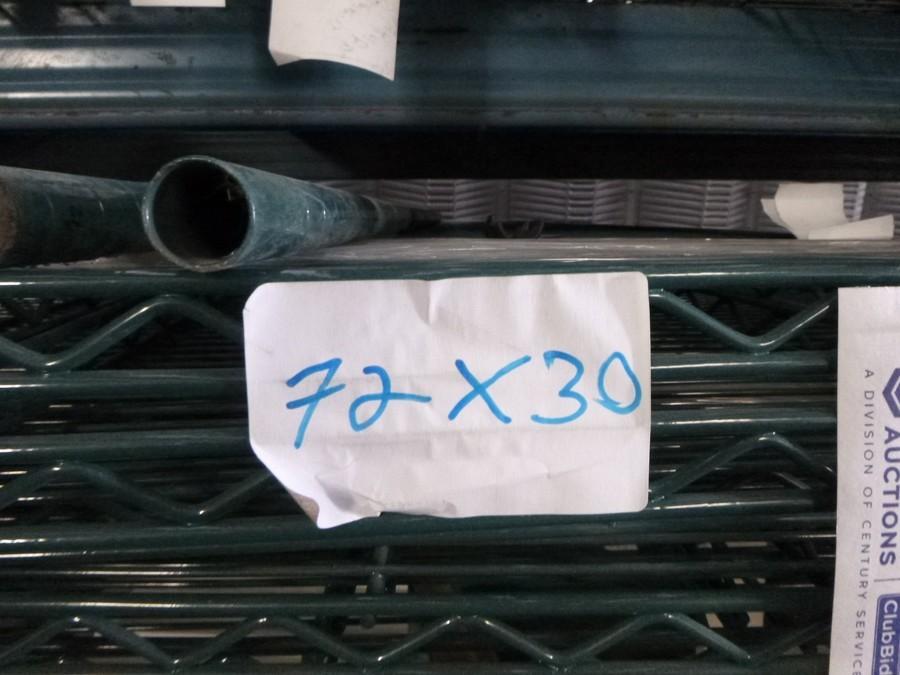 72 X 30
AUCTIONS | ClubBid
A DIVISION OF CENTURY SERVICE